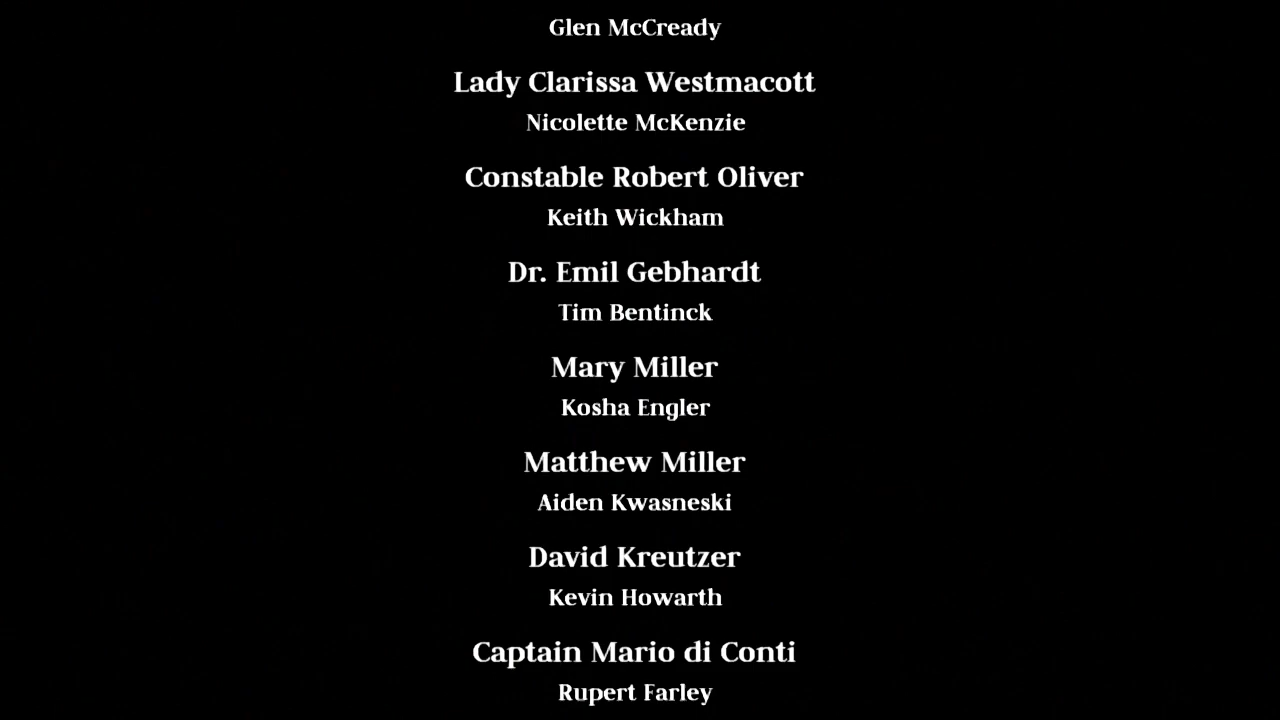 Glen McCready
Lady Clarissa Westmacott
Nicolette McKenzie
Constable Robert Oliver
Keith Wickham
Dr. Emil Gebhardt
Tim Bentinck
Mary Miller
Kosha Engler
Matthew Miller
Aiden Kwasneski
David Kreutzer
Kevin Howarth
Captain Mario di Conti
Rupert Farley